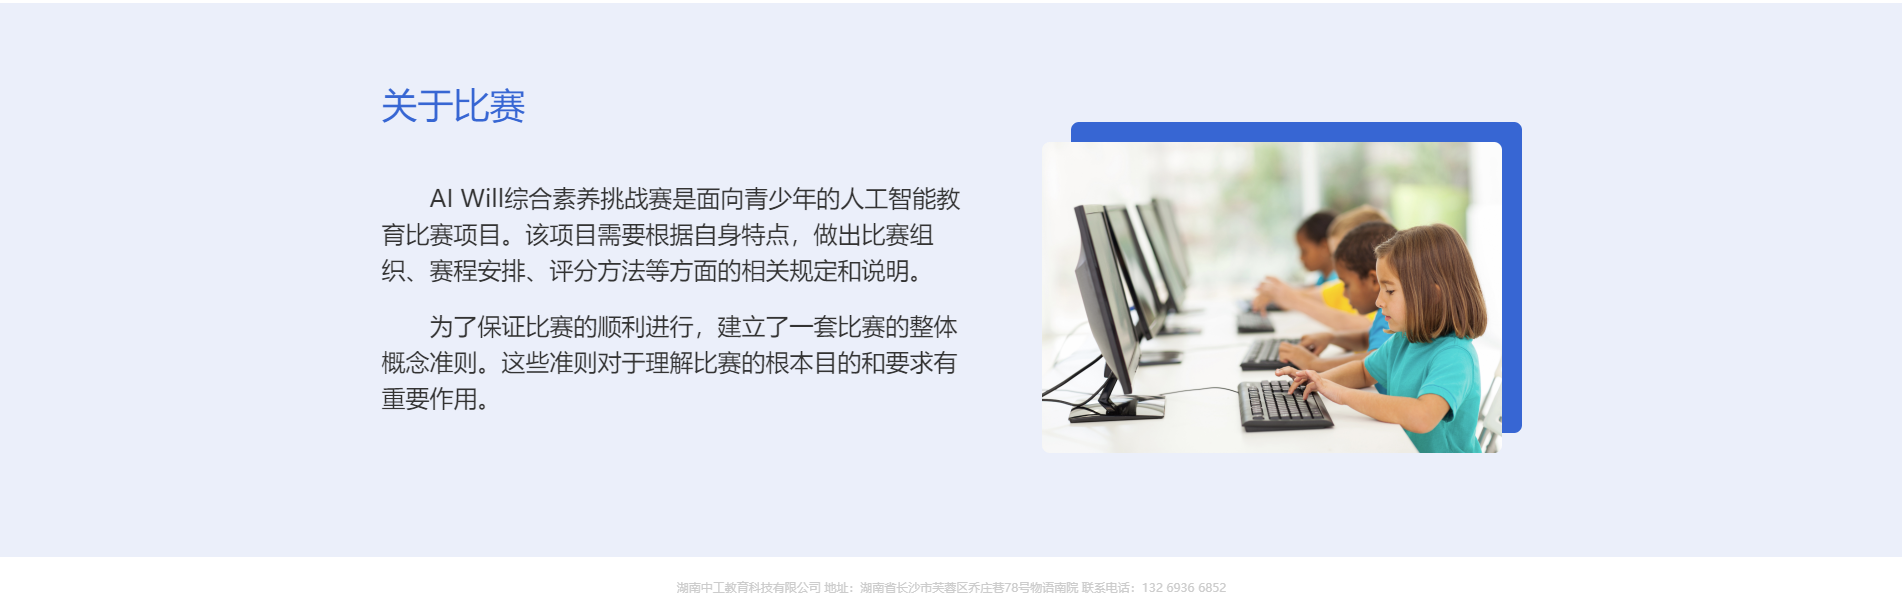 关于比赛
AI Will综合素养挑战赛是面向青少年的人工智能教
育比赛项目。该项目需要根据自身特点，做出比赛组
织、赛程安排、评分方法等方面的相关规定和说明。
为了保证比赛的顺利进行，建立了一套比赛的整体
概念准则。这些准则对于理解比赛的根本目的和要求有
重要作用。
湖南中工教育科技有限公司 地址：湖南省长沙市芙蓉区乔庄巷78号物语南院 联系电话：132 6936 6852